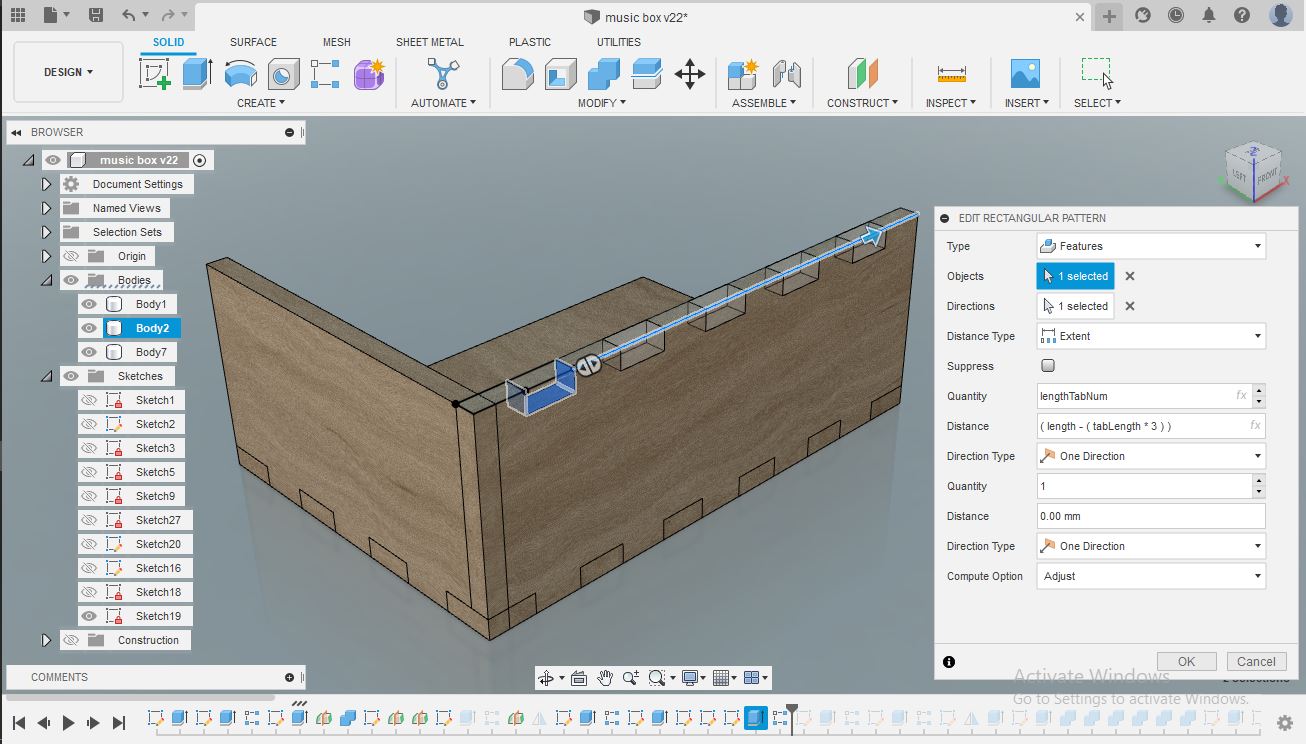 music box v22*
SOLID SURFACE MESH SHEET METAL PLASTIC UTILITIES
DESIGN
CREATE AUTOMATE MODIFY ASSEMBLE CONSTRUCT INSPECT INSERT SELECT
BROWSER
music box v22
Document Settings
Named Views
Selection Sets
Origin
Bodies
Body1
Body2
Body7
Sketches
Sketch1
Sketch2
Sketch3
Sketch5
Sketch9
Sketch27
Sketch20
Sketch16
Sketch18
Sketch19
Construction
COMMENTS
LEFT FRONT
Z
X
EDIT RECTANGULAR PATTERN
Type Features
Objects 1 selected
Directions 1 selected
Distance Type Extent
Suppress
Quantity lengthTabNum fx
Distance ( length - ( tabLength * 3 ) ) fx
Direction Type One Direction
Quantity 1
Distance 0.00 mm
Direction Type One Direction
Compute Option Adjust
OK Cancel
Activate Windows
2 Selections
Go to Settings to activate Windows.